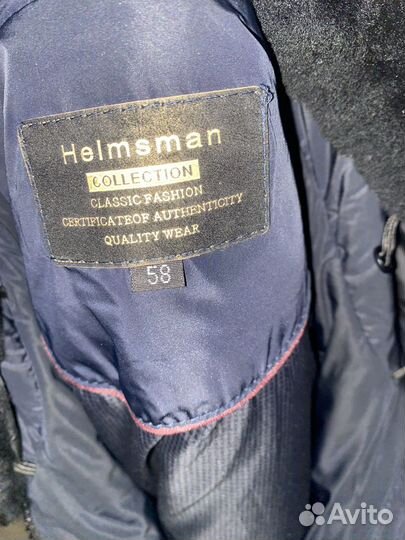 Helmsman
COLLECTION
CLASSIC FASHION
CERTIFICATEOF AUTHENTICITY
QUALITY WEAR
58
Avito